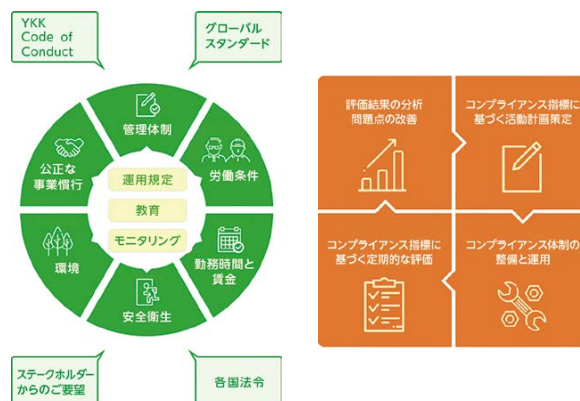 YKK
Code of
Conduct
グローバル
スタンダード
管理体制
公正な
事業慣行
労働条件
運用規定
教育
モニタリング
環境
勤務時間と
賃金
安全衛生
ステークホルダー
からのご要望
各国法令
評価結果の分析
問題点の改善
コンプライアンス指標に
基づく活動計画策定
コンプライアンス指標に
基づく定期的な評価
コンプライアンス体制の
整備と運用